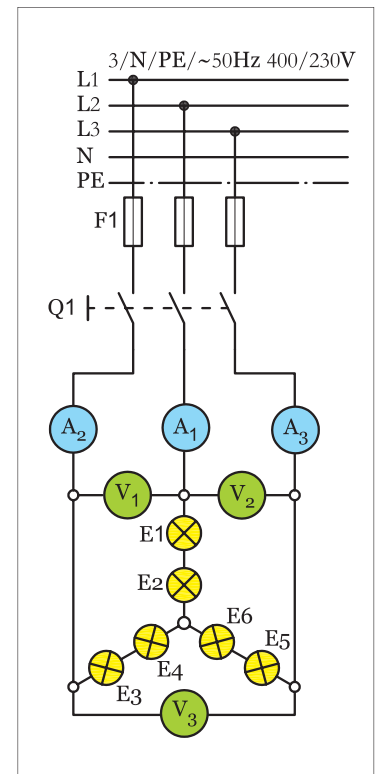 3/N/PE/~50Hz 400/230V
L1
L2
L3
N
PE
F1
Q1
A₂ A₁ A₃
V₁ V₂
E1
E2
E6
E4 E5
E3
V₃